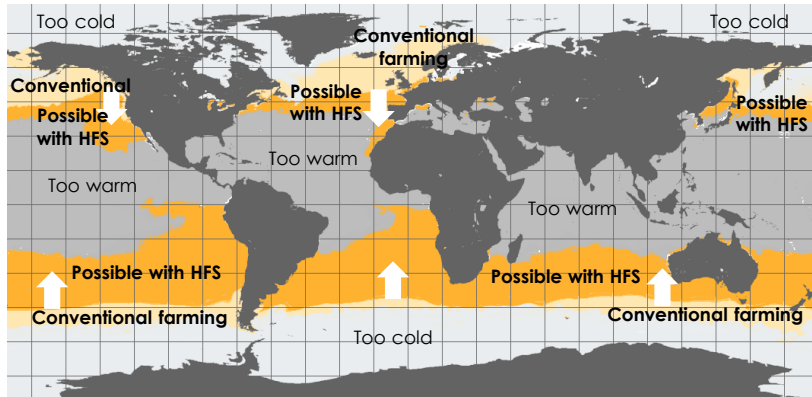 Too cold
Too cold
Conventional
farming
Conventional
Possible
with HFS
Possible
with HFS
Possible
with HFS
Too warm
Too warm
Too warm
Possible with HFS
Possible with HFS
Conventional farming
Conventional farming
Too cold